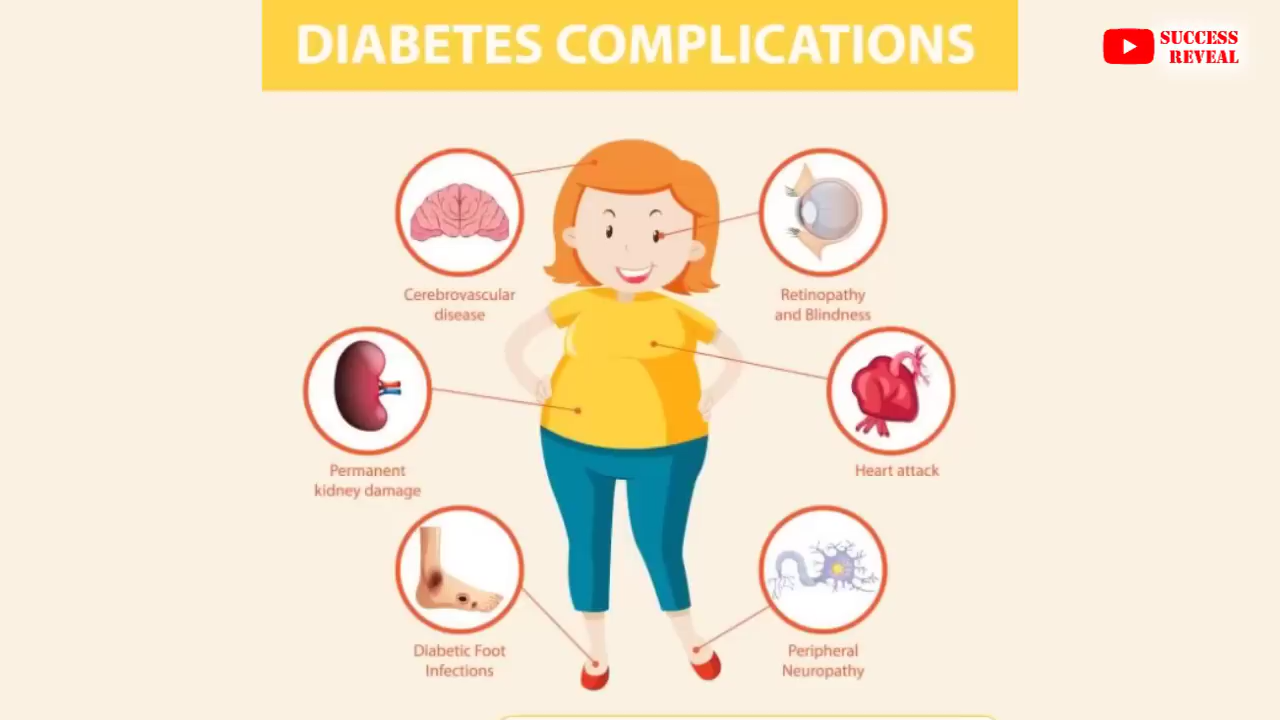 DIABETES COMPLICATIONS
SUCCESS
REVEAL
Cerebrovascular
disease
Retinopathy
and Blindness
Permanent
kidney damage
Heart attack
Diabetic Foot
Infections
Peripheral
Neuropathy